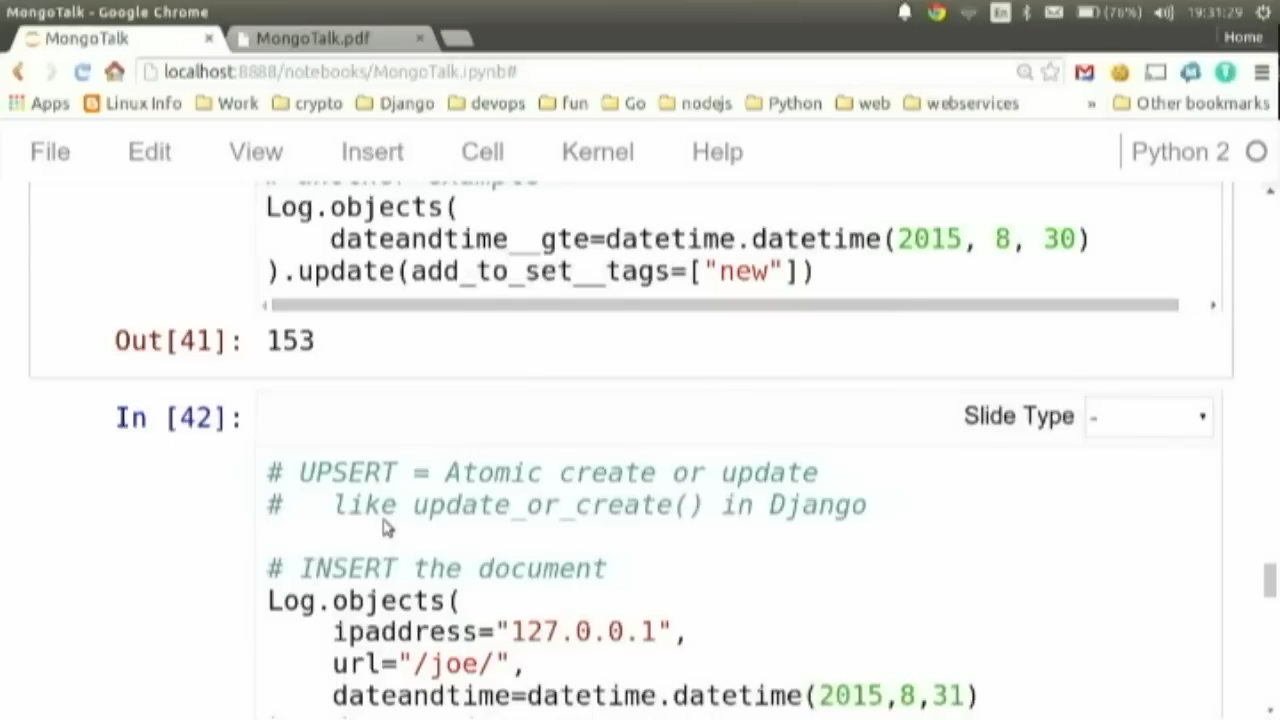 MongoTalk - Google Chrome
En (76%) 19:31:29
MongoTalk × MongoTalk.pdf × Home
localhost:8888/notebooks/MongoTalk.ipynb#
Apps Linux Info Work crypto Django devops fun Go nodejs Python web webservices » Other bookmarks
File Edit View Insert Cell Kernel Help Python 2
Log.objects(
dateandtime__gte=datetime.datetime(2015, 8, 30)
).update(add_to_set__tags=["new"])
Out[41]: 153
In [42]: Slide Type -
# UPSERT = Atomic create or update
# like update_or_create() in Django
# INSERT the document
Log.objects(
ipaddress="127.0.0.1",
url="/joe/",
dateandtime=datetime.datetime(2015,8,31)